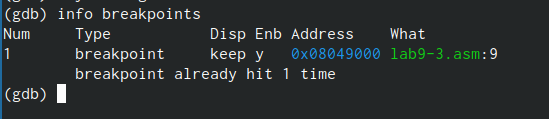 (gdb) info breakpoints
Num     Type           Disp Enb Address    What
1       breakpoint     keep y   0x08049000 lab9-3.asm:9
        breakpoint already hit 1 time
(gdb)